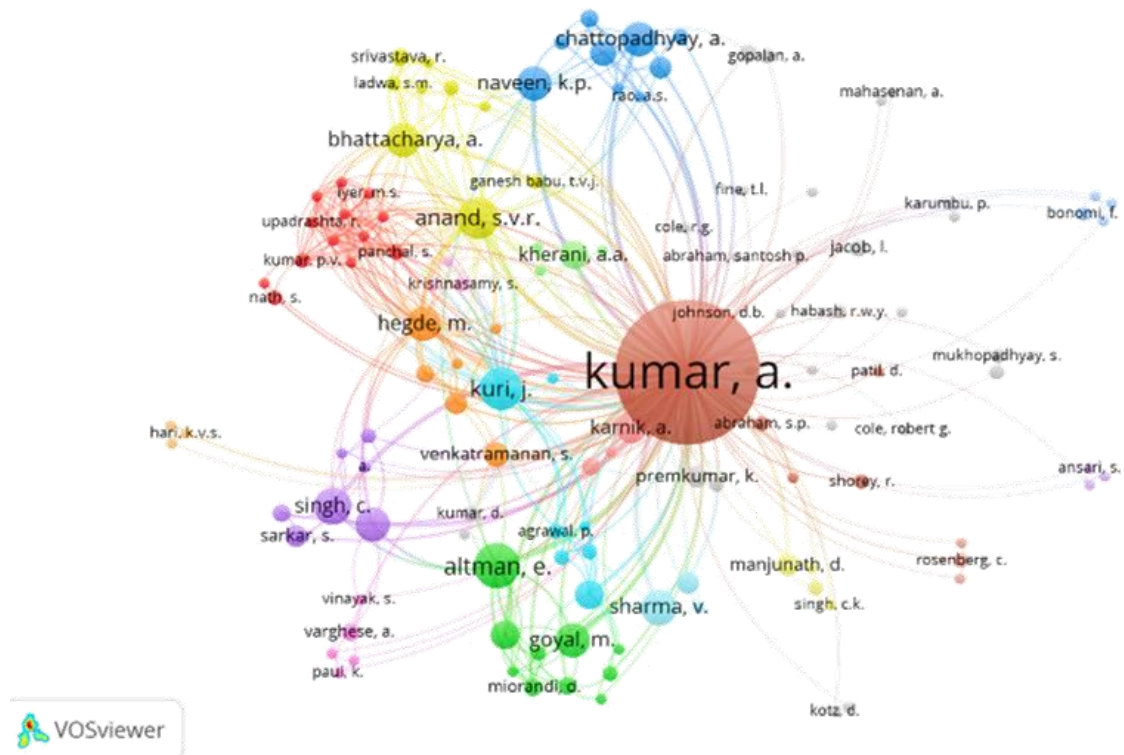 chattopadhyay, a.
srivastava, r.
gopalan, a.
ladwa, s.m.
naveen, k.p.
rao, a.s.
mahasenan, a.
bhattacharya, a.
ganesh babu, t.v.j.
iyer, m.s.
fine, t.l.
karumbu, p.
bonomi, f.
upadrashta, r.
anand, s.v.r.
cole, r.g.
kumar, p.v.
panchal, s.
kherani, a.a.
abraham, santosh p.
jacob, l.
krishnasamy, s.
nath, s.
hegde, m.
johnson, d.b.
habash, r.w.y.
mukhopadhyay, s.
kumar, a.
patil, d.
kuri, j.
hari, k.v.s.
karnik, a.
abraham, s.p.
cole, robert g.
venkatramanan, s.
a.
premkumar, k.
shorey, r.
ansari, s.
singh, c.
kumar, d.
sarkar, s.
agrawal, p.
altman, e.
manjunath, d.
rosenberg, c.
vinayak, s.
sharma, v.
singh, c.k.
varghese, a.
goyal, m.
paul, k.
miorandi, d.
kotz, d.
VOSviewer